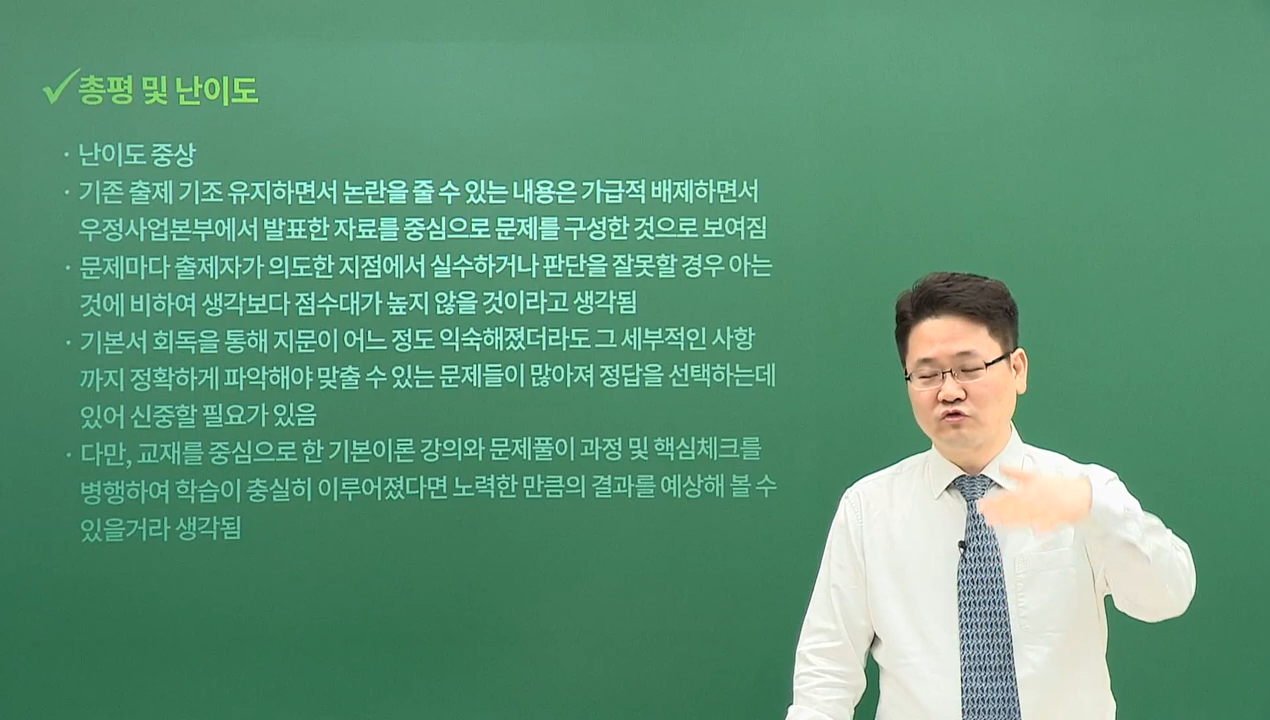 총평 및 난이도
· 난이도 중상
· 기존 출제 기조 유지하면서 논란을 줄 수 있는 내용은 가급적 배제하면서
우정사업본부에서 발표한 자료를 중심으로 문제를 구성한 것으로 보여짐
· 문제마다 출제자가 의도한 지점에서 실수하거나 판단을 잘못할 경우 아는
것에 비하여 생각보다 점수대가 높지 않을 것이라고 생각됨
· 기본서 회독을 통해 지문이 어느 정도 익숙해졌더라도 그 세부적인 사항
까지 정확하게 파악해야 맞출 수 있는 문제들이 많아져 정답을 선택하는데
있어 신중할 필요가 있음
· 다만, 교재를 중심으로 한 기본이론 강의와 문제풀이 과정 및 핵심체크를
병행하여 학습이 충실히 이루어졌다면 노력한 만큼의 결과를 예상해 볼 수
있을거라 생각됨